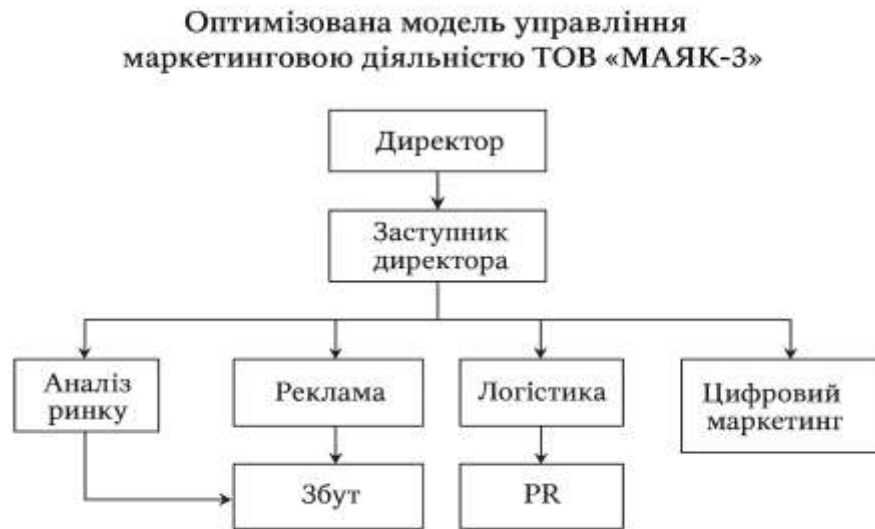 Оптимізована модель управління
маркетинговою діяльністю ТОВ «МАЯК-3»
Директор
Заступник
директора
Аналіз
ринку
Реклама
Логістика
Цифровий
маркетинг
Збут
PR